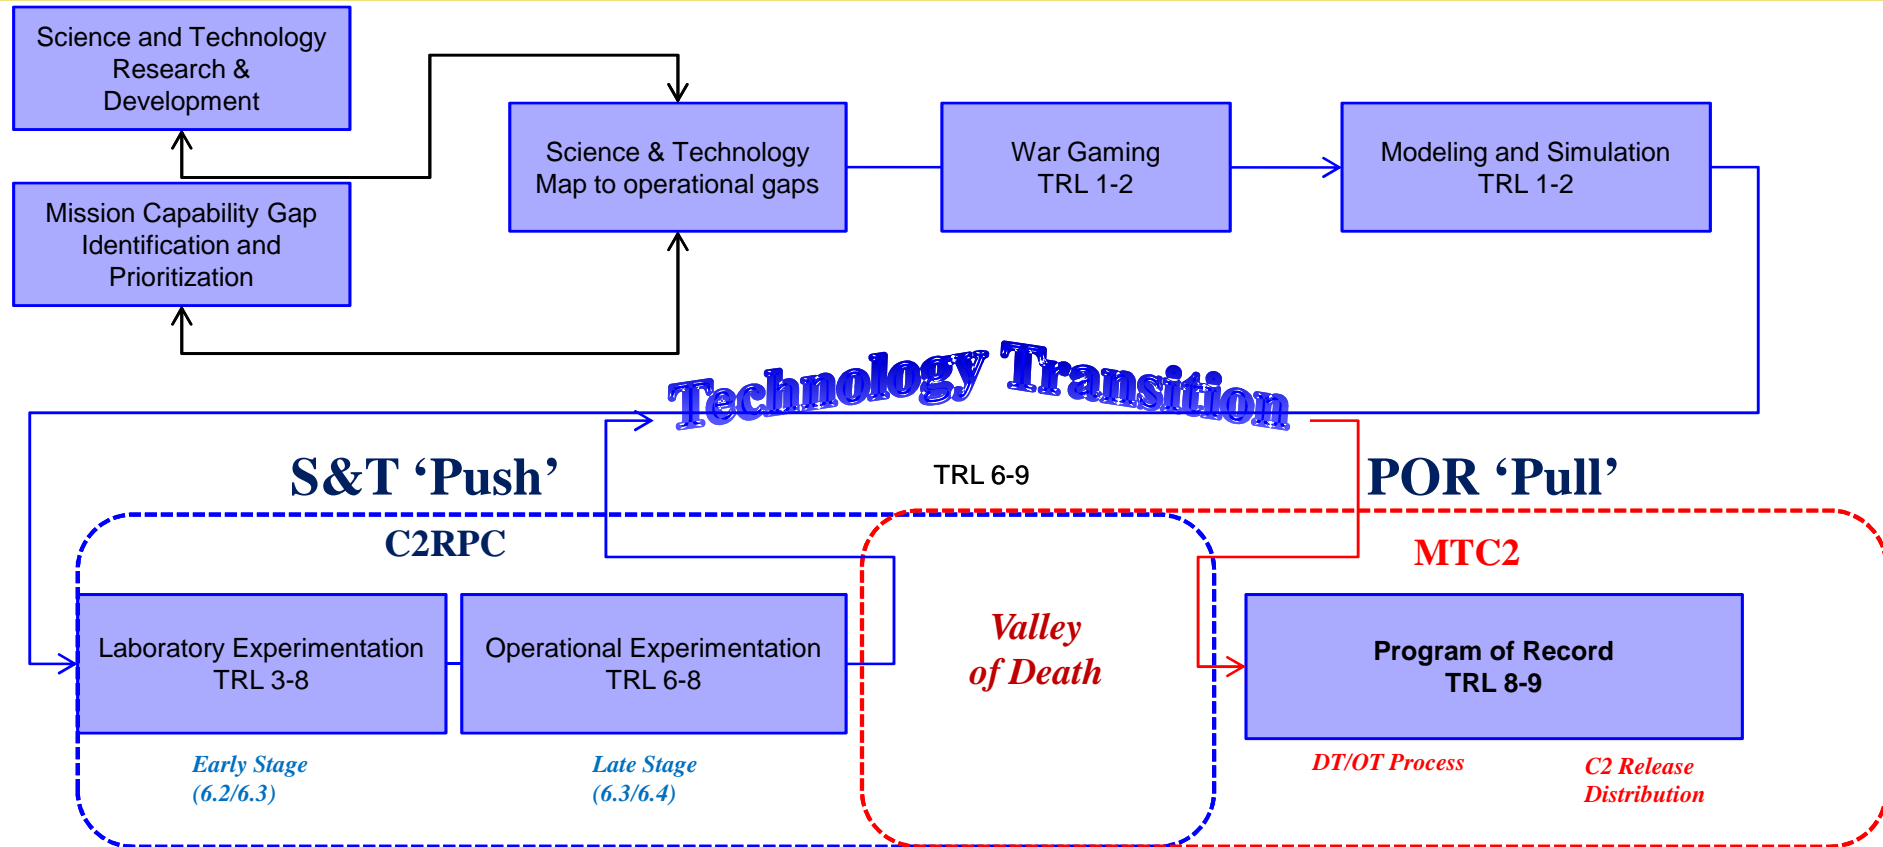 Science and Technology
Research &
Development
Mission Capability Gap
Identification and
Prioritization
Science & Technology
Map to operational gaps
War Gaming
TRL 1-2
Modeling and Simulation
TRL 1-2
Technology Transition
S&T ‘Push’
TRL 6-9
POR ‘Pull’
C2RPC
MTC2
Laboratory Experimentation
TRL 3-8
Operational Experimentation
TRL 6-8
Valley
of Death
Program of Record
TRL 8-9
Early Stage
(6.2/6.3)
Late Stage
(6.3/6.4)
DT/OT Process
C2 Release
Distribution